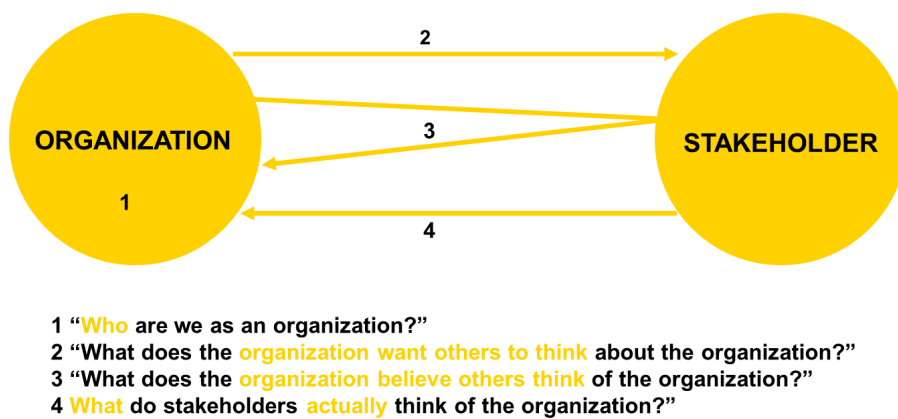 2
ORGANIZATION
3
STAKEHOLDER
1
4
1 “Who are we as an organization?”
2 “What does the organization want others to think about the organization?”
3 “What does the organization believe others think of the organization?”
4 What do stakeholders actually think of the organization?”